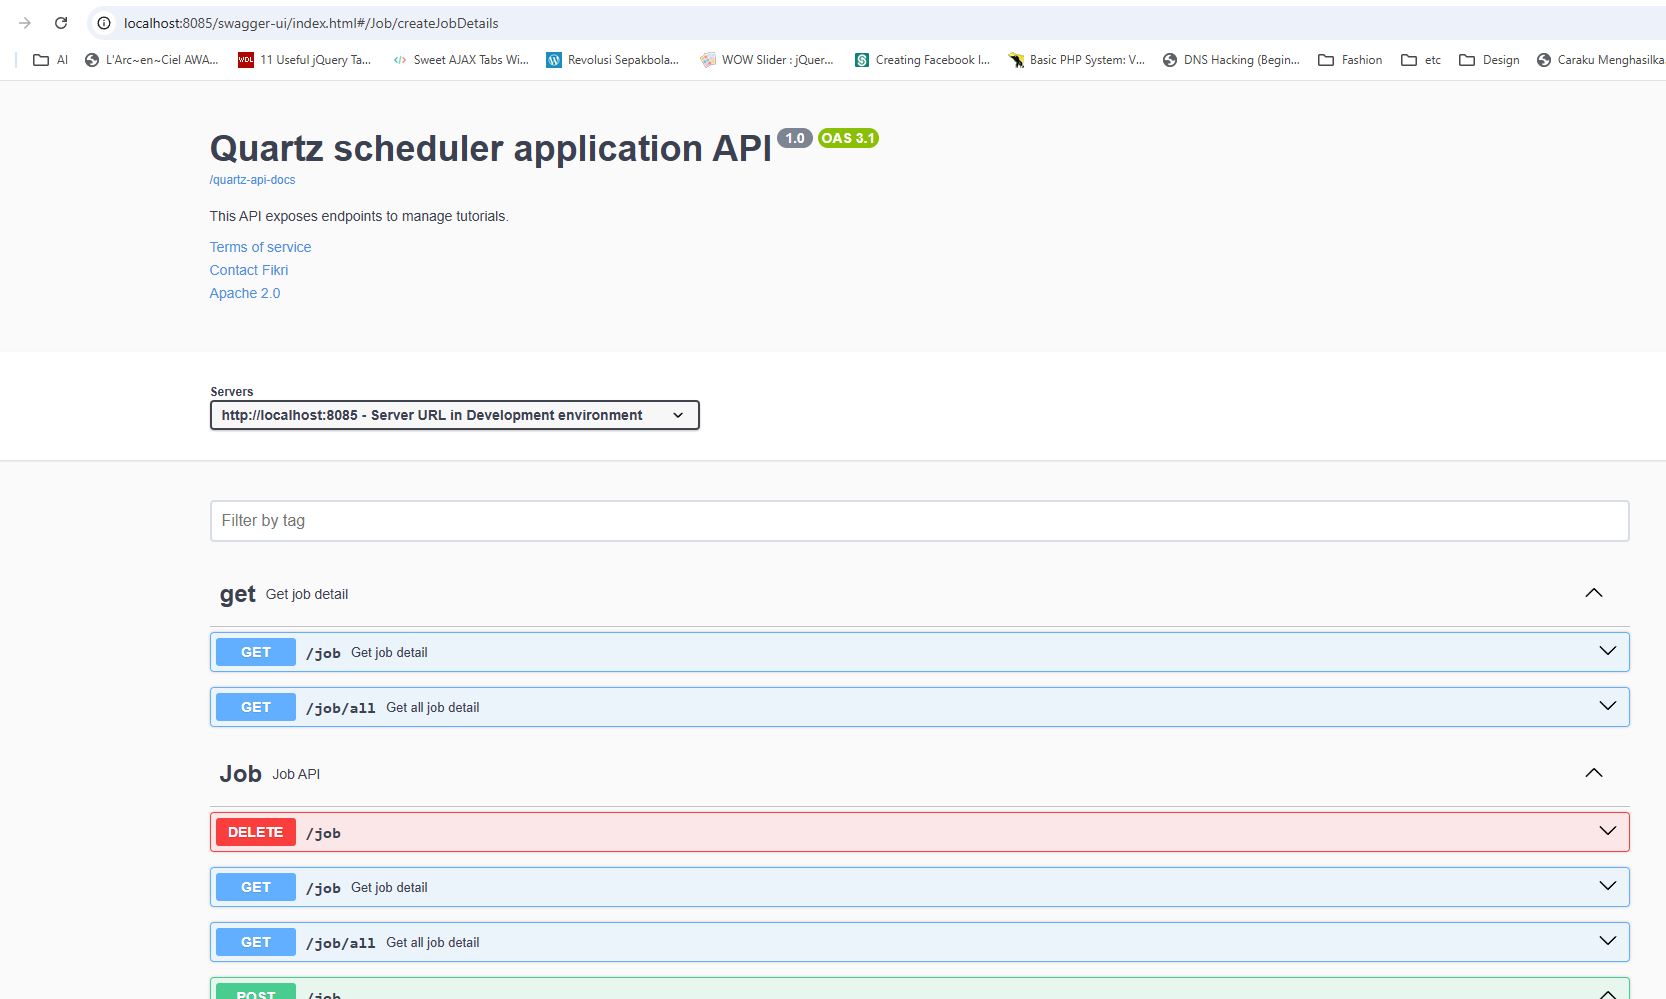 localhost:8085/swagger-ui/index.html#/Job/createJobDetails
AI L'Arc~en~Ciel AWA... WDL 11 Useful jQuery Ta... Sweet AJAX Tabs Wi... Revolusi Sepakbola... WOW Slider : jQuer... Creating Facebook I... Basic PHP System: V... DNS Hacking (Begin... Fashion etc Design Caraku Menghasilka
Quartz scheduler application API 1.0 OAS 3.1
/quartz-api-docs
This API exposes endpoints to manage tutorials.
Terms of service
Contact Fikri
Apache 2.0
Servers
http://localhost:8085 - Server URL in Development environment
Filter by tag
get Get job detail
GET /job Get job detail
GET /job/all Get all job detail
Job Job API
DELETE /job
GET /job Get job detail
GET /job/all Get all job detail
POST /job